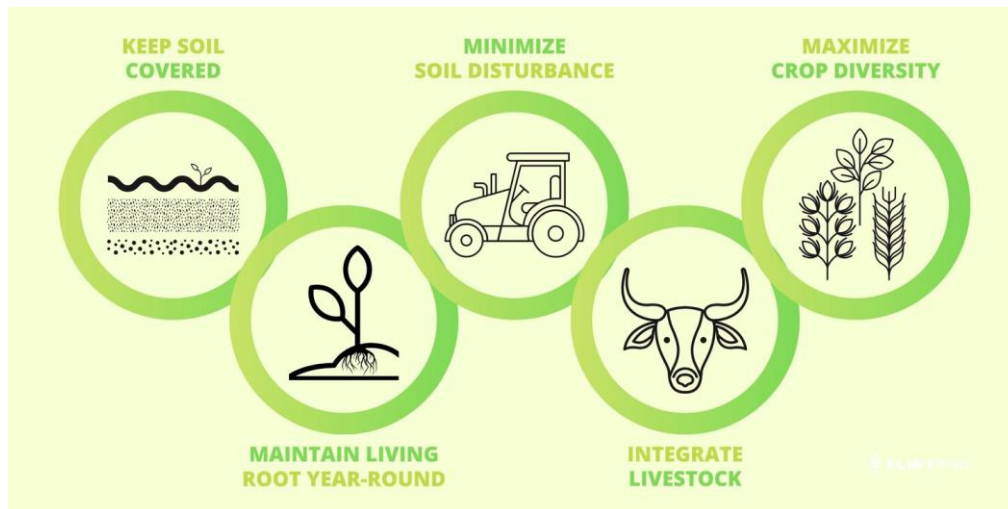 KEEP SOIL
COVERED
MINIMIZE
SOIL DISTURBANCE
MAXIMIZE
CROP DIVERSITY
MAINTAIN LIVING
ROOT YEAR-ROUND
INTEGRATE
LIVESTOCK